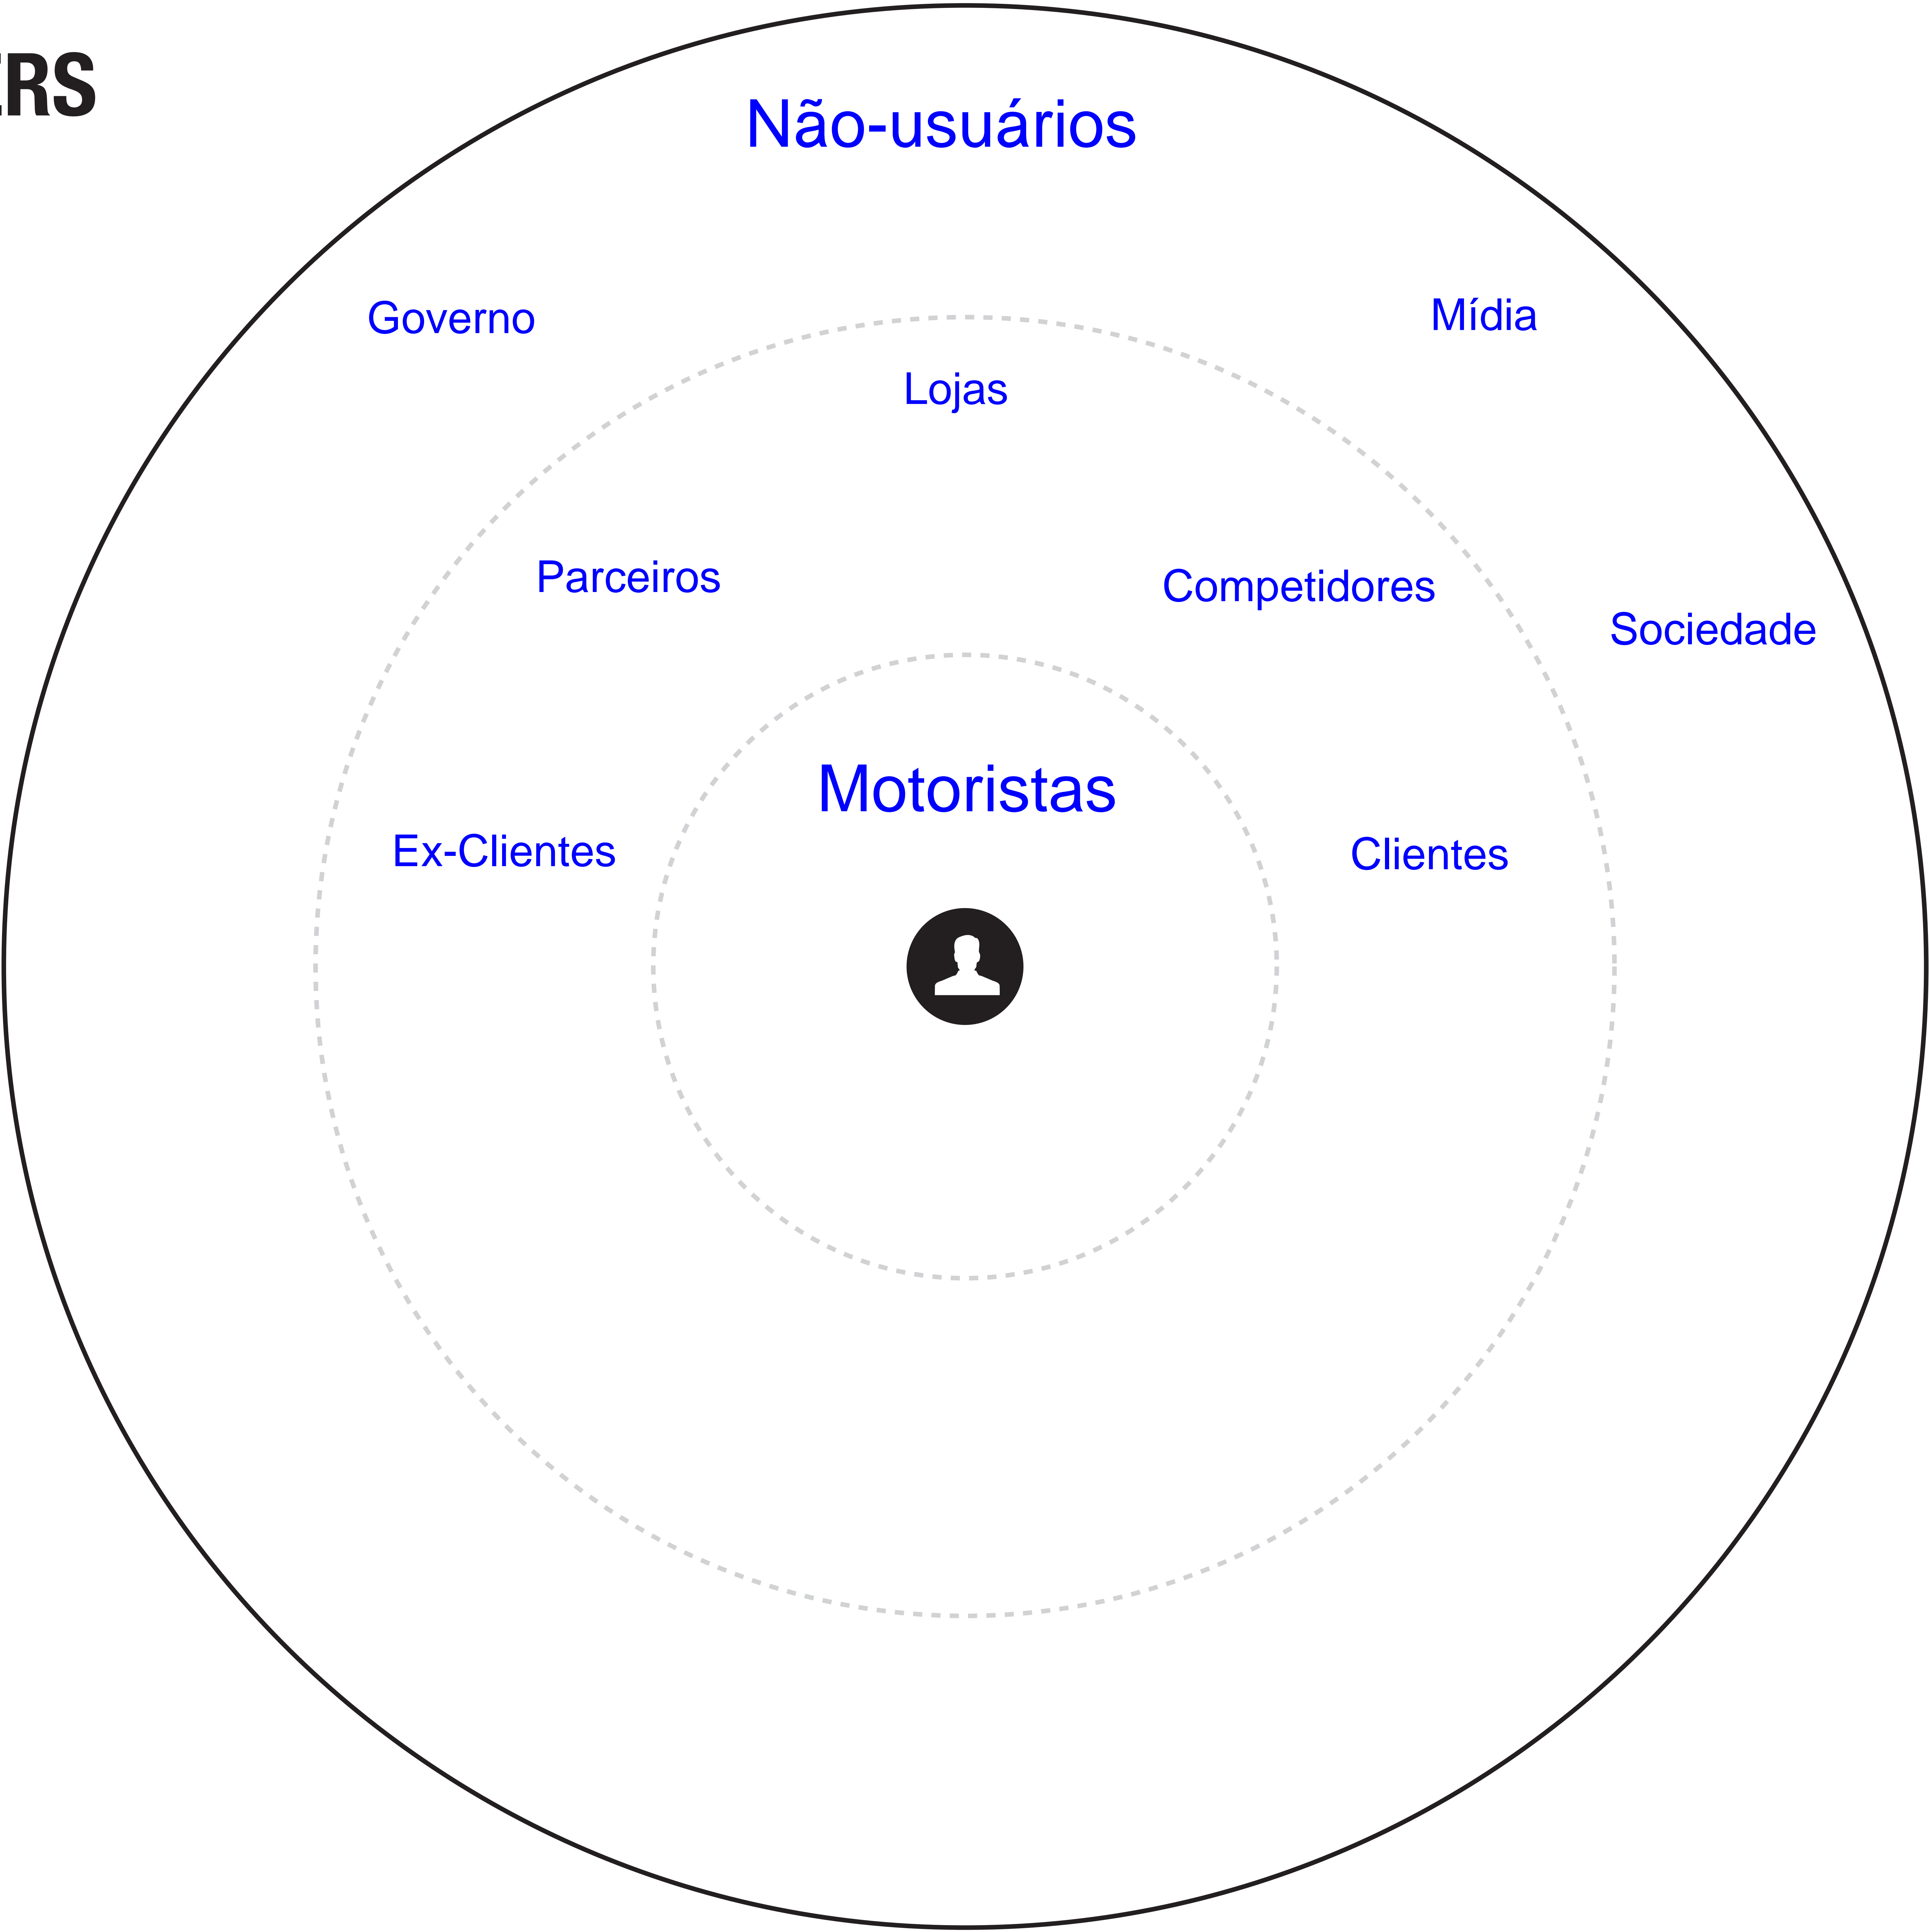 ERS
Não-usuários
Governo
Mídia
Lojas
Parceiros
Competidores
Sociedade
Motoristas
Ex-Clientes
Clientes